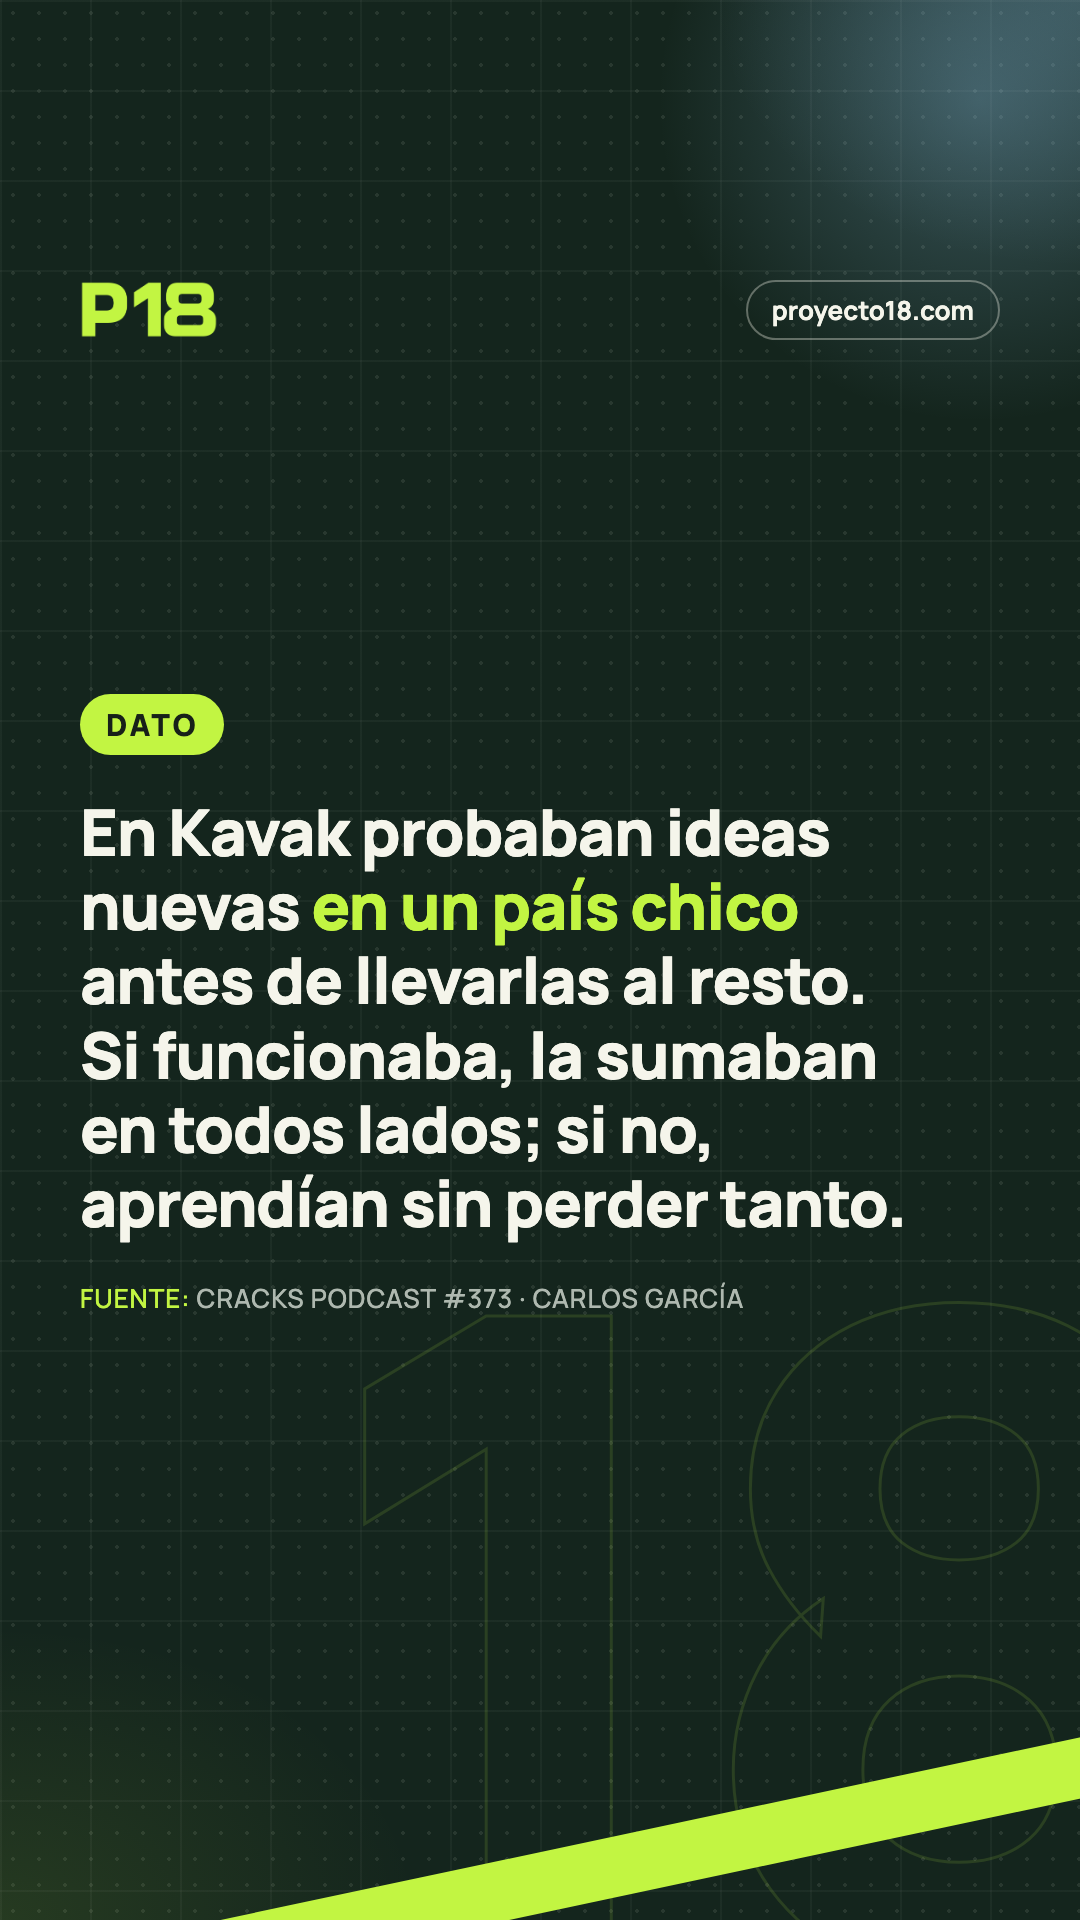 P18
proyecto18.com
DATO
En Kavak probaban ideas
nuevas en un país chico
antes de llevarlas al resto.
Si funcionaba, la sumaban
en todos lados; si no,
aprendían sin perder tanto.
FUENTE: CRACKS PODCAST #373 · CARLOS GARCÍA
18